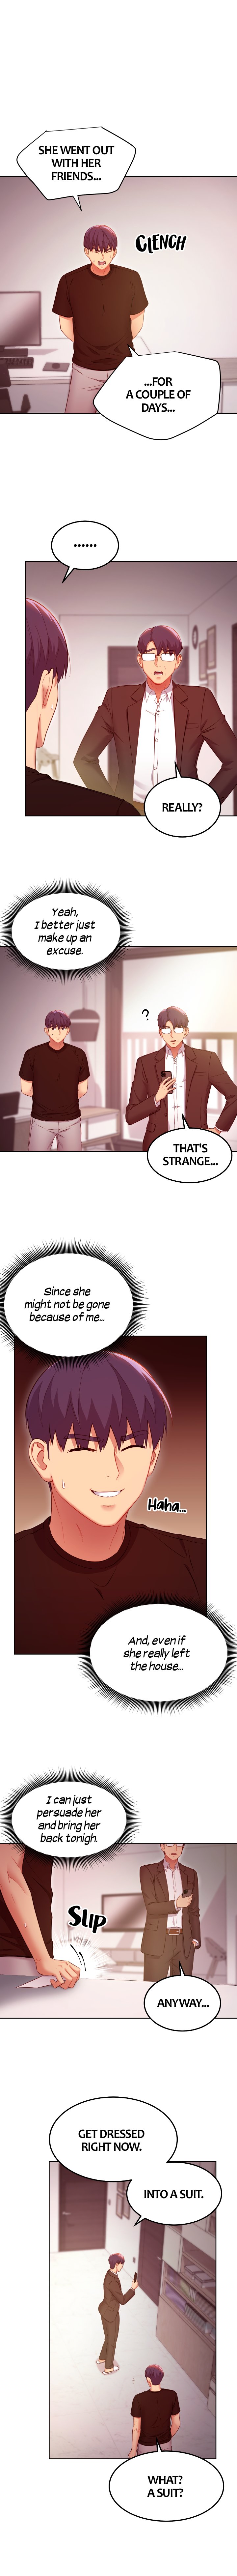 SHE WENT OUT
WITH HER
FRIENDS...
CLENCH
...FOR
A COUPLE OF
DAYS...
......
REALLY?
Yeah,
I better just
make up an
excuse.
?
THAT'S
STRANGE...
Since she
might not be gone
because of me...
Haha...
And, even if
she really left
the house...
I can just
persuade her
and bring her
back tonigh.
SLIP
ANYWAY...
GET DRESSED
RIGHT NOW.
INTO A SUIT.
WHAT?
A SUIT?